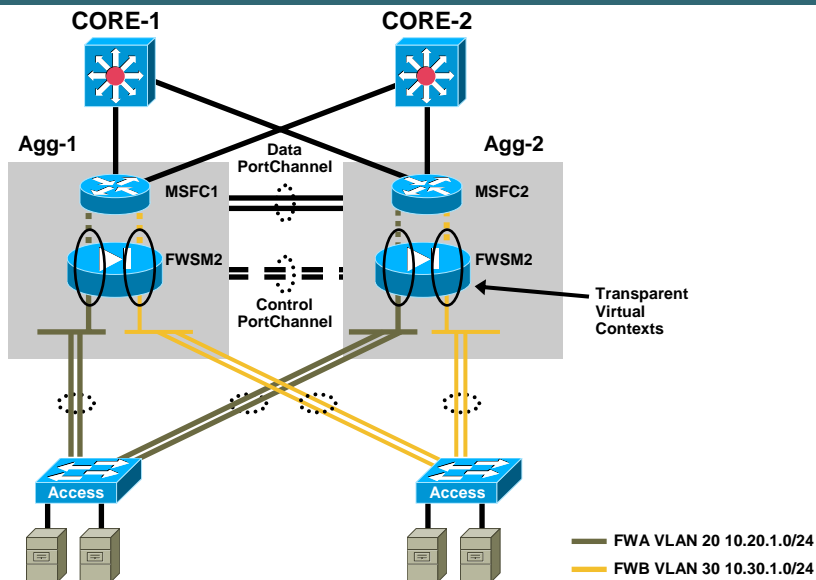 CORE-1
CORE-2
Agg-1
Data
PortChannel
Agg-2
MSFC1
MSFC2
FWSM2
FWSM2
Control
PortChannel
Transparent
Virtual
Contexts
Access
Access
FWA VLAN 20 10.20.1.0/24
FWB VLAN 30 10.30.1.0/24